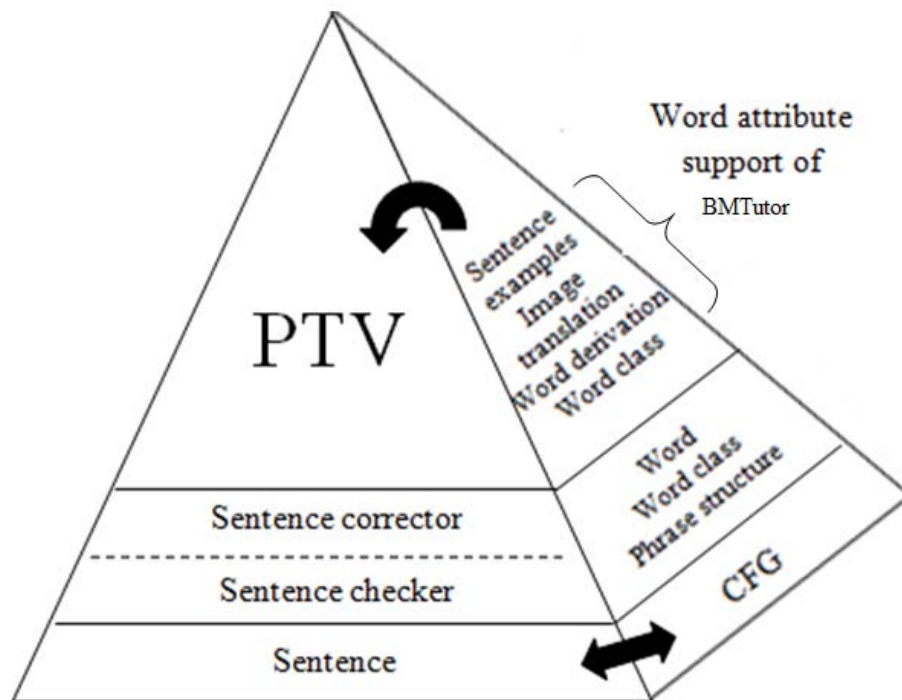 Word attribute
support of
BMTutor
Sentence
examples
Image
translation
Word derivation
Word class
PTV
Word
Word class
Phrase structure
Sentence corrector
Sentence checker
CFG
Sentence